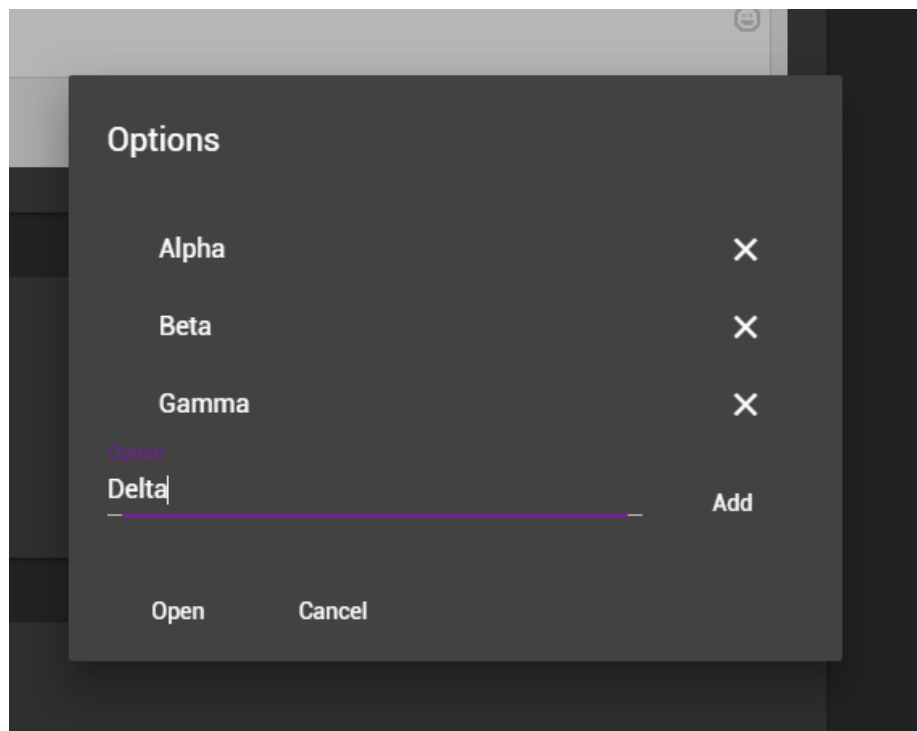 Options
Alpha
Beta
Gamma
Option
Delta
Add
Open Cancel